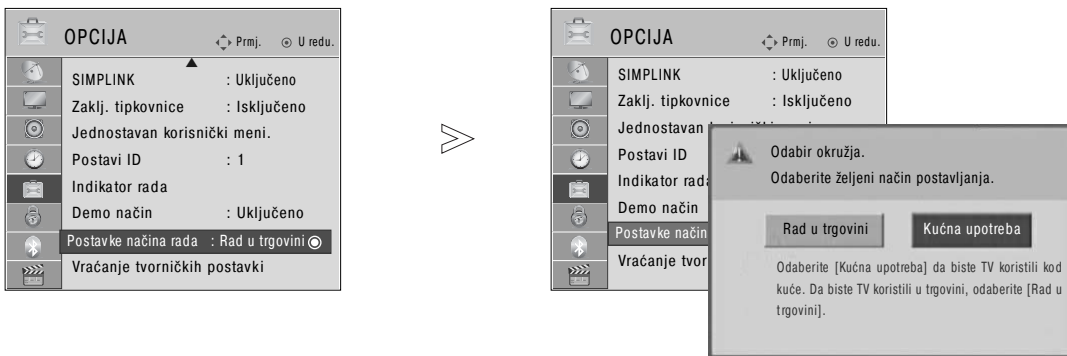 OPCIJA
Prmj. U redu.
SIMPLINK : Uključeno
Zaklj. tipkovnice : Isključeno
Jednostavan korisnički meni.
Postavi ID : 1
Indikator rada
Demo način : Uključeno
Postavke načina rada : Rad u trgovini
Vraćanje tvorničkih postavki
OPCIJA
Prmj. U redu.
SIMPLINK : Uključeno
Zaklj. tipkovnice : Isključeno
Jednostavan
Postavi ID
Indikator rada
Demo način
Postavke način
Vraćanje tvor
Odabir okružja.
Odaberite željeni način postavljanja.
Rad u trgovini
Kućna upotreba
Odaberite [Kućna upotreba] da biste TV koristili kod
kuće. Da biste TV koristili u trgovini, odaberite [Rad u
trgovini].